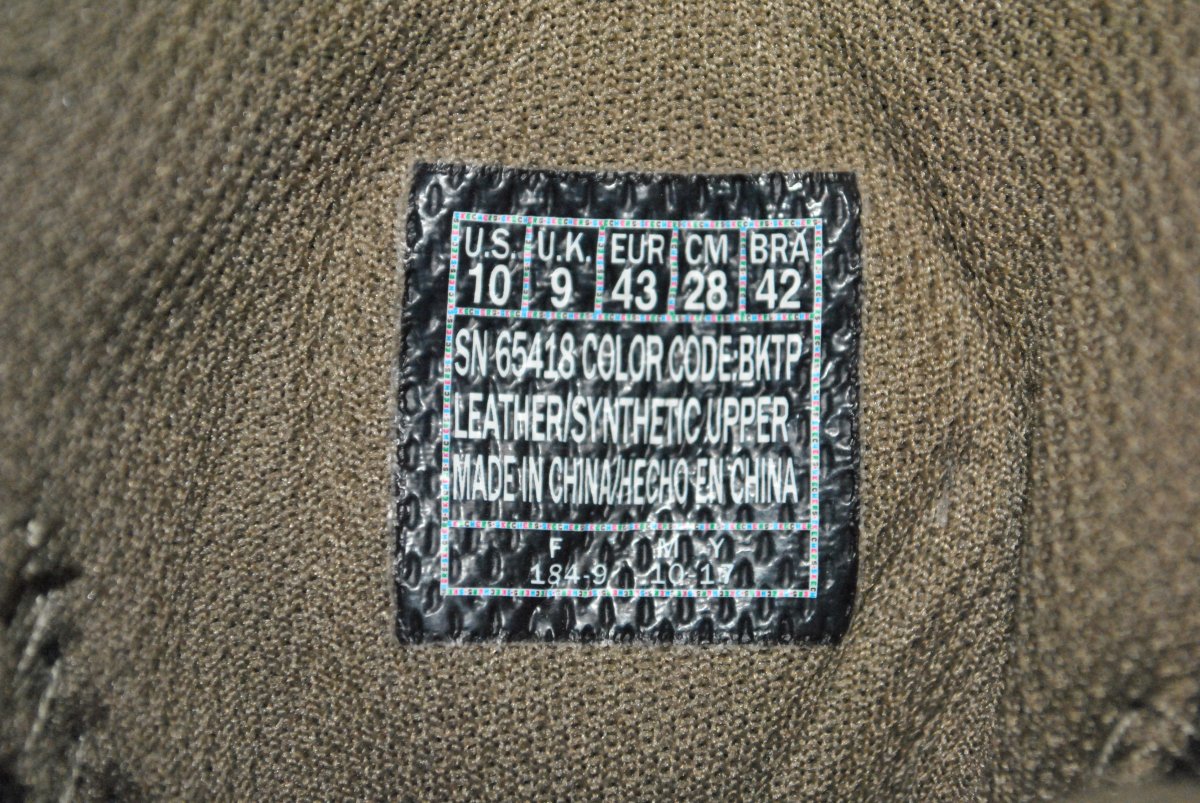 U.S. U.K. EUR CM BRA
10 9 43 28 42
SN 65418 COLOR CODE:BKTP
LEATHER/SYNTHETIC UPPER
MADE IN CHINA/HECHO EN CHINA
F M Y
184-9 10-17